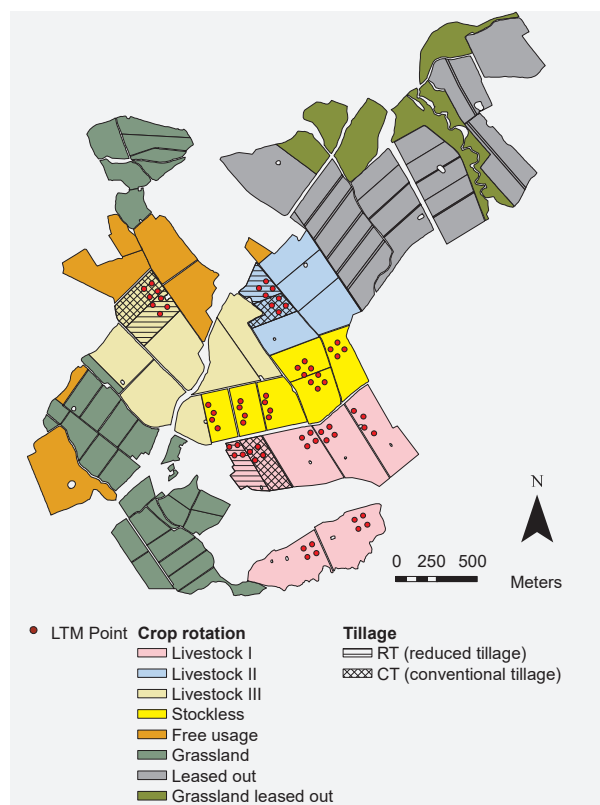 N
0 250 500
Meters
LTM Point
Crop rotation
Livestock I
Livestock II
Livestock III
Stockless
Free usage
Grassland
Leased out
Grassland leased out
Tillage
RT (reduced tillage)
CT (conventional tillage)